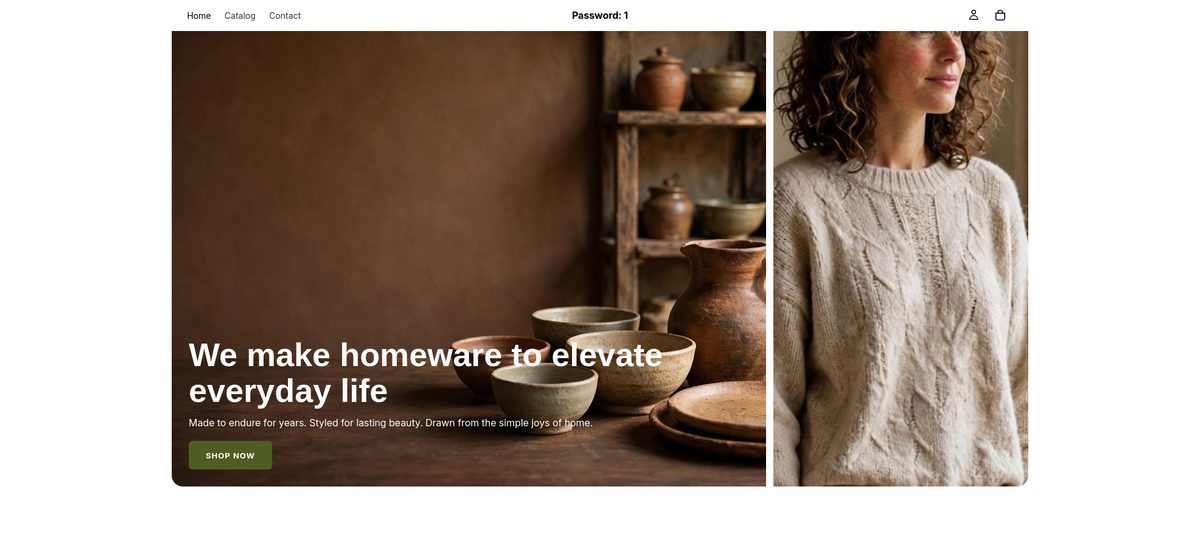 Home
Catalog
Contact
Password: 1
We make homeware to elevate
everyday life
Made to endure for years. Styled for lasting beauty. Drawn from the simple joys of home.
SHOP NOW